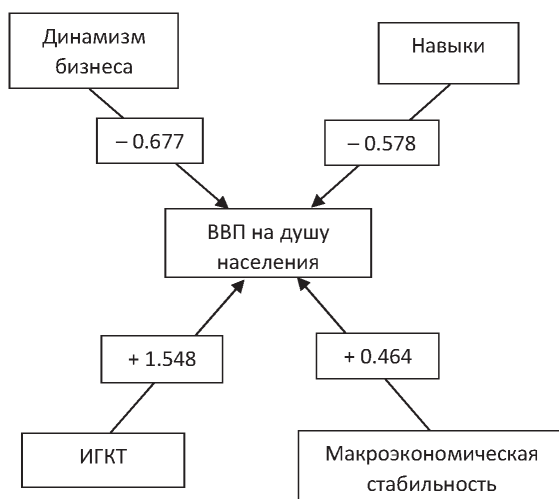 Динамизм
бизнеса
Навыки
– 0.677
– 0.578
ВВП на душу
населения
+ 1.548
+ 0.464
ИГКТ
Макроэкономическая
стабильность